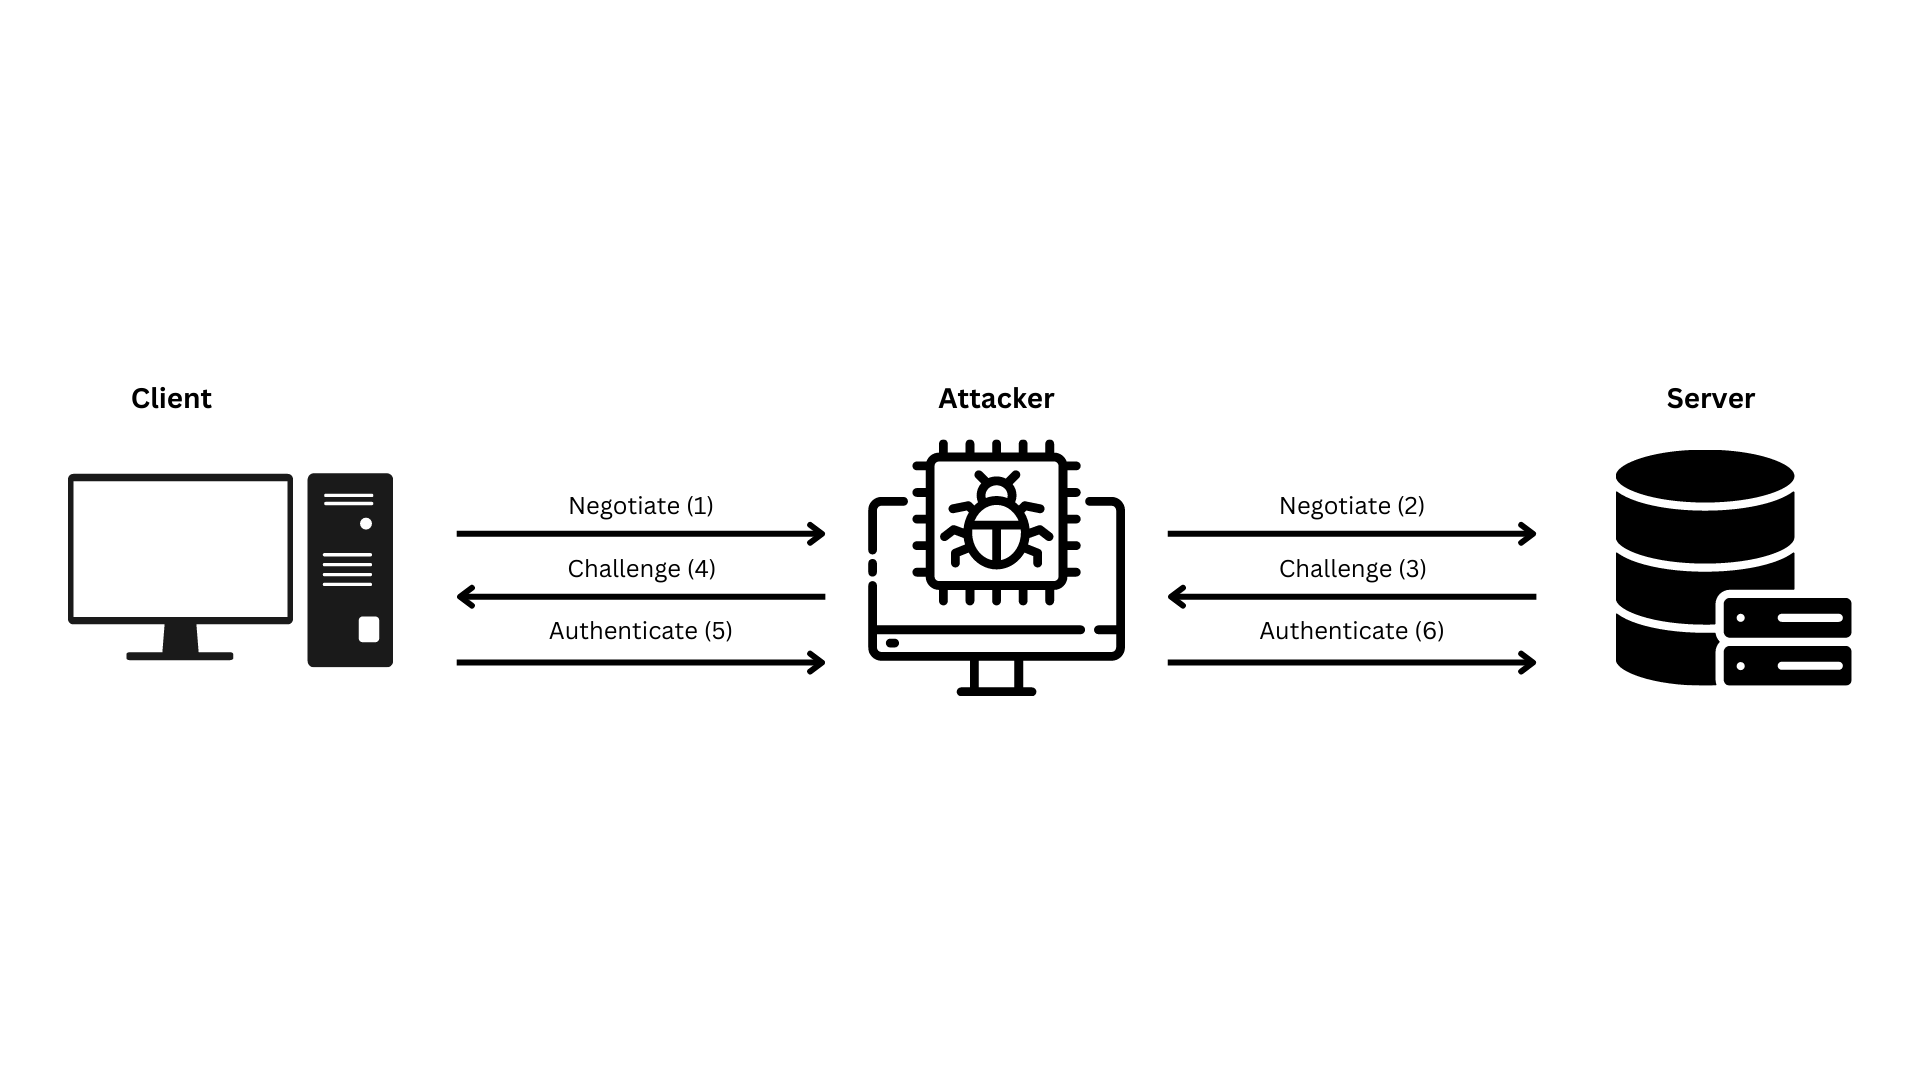 Client
Attacker
Server
Negotiate (1)
Negotiate (2)
Challenge (4)
Challenge (3)
Authenticate (5)
Authenticate (6)